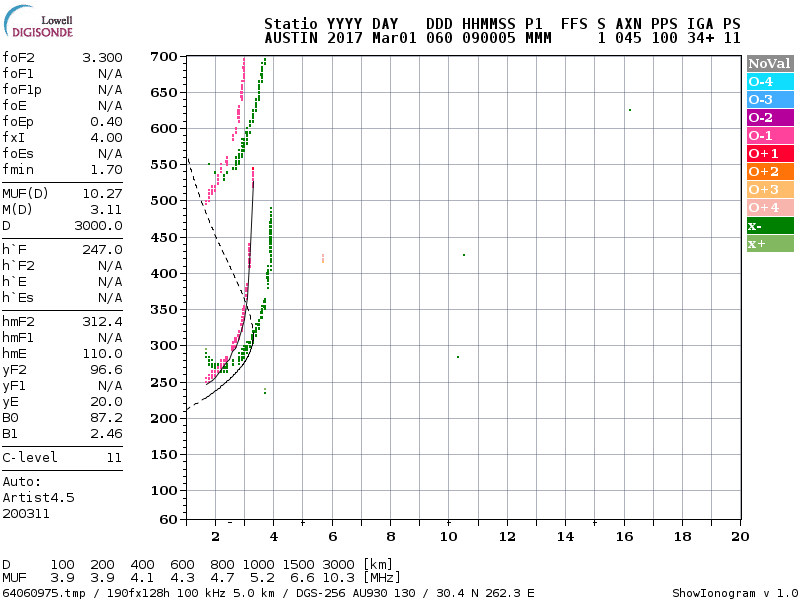 Lowell
DIGISONDE
Statio YYYY DAY DDD HHMMSS P1 FFS S AXN PPS IGA PS
AUSTIN 2017 Mar01 060 090005 MMM 1 045 100 34+ 11
foF2 3.300
foF1 N/A
foF1p N/A
foE N/A
foEp 0.40
fxI 4.00
foEs N/A
fmin 1.70
MUF(D) 10.27
M(D) 3.11
D 3000.0
h`F 247.0
h`F2 N/A
h`E N/A
h`Es N/A
hmF2 312.4
hmF1 N/A
hmE 110.0
yF2 96.6
yF1 N/A
yE 20.0
B0 87.2
B1 2.46
C-level 11
Auto:
Artist4.5
200311
700
650
600
550
500
450
400
350
300
250
200
150
100
60
2 4 6 8 10 12 14 16 18 20
NoVal
O-4
O-3
O-2
O-1
O+1
O+2
O+3
O+4
X-
X+
D 100 200 400 600 800 1000 1500 3000 [km]
MUF 3.9 3.9 4.1 4.3 4.7 5.2 6.6 10.3 [MHz]
64060975.tmp / 190fx128h 100 kHz 5.0 km / DGS-256 AU930 130 / 30.4 N 262.3 E
ShowIonogram v 1.0